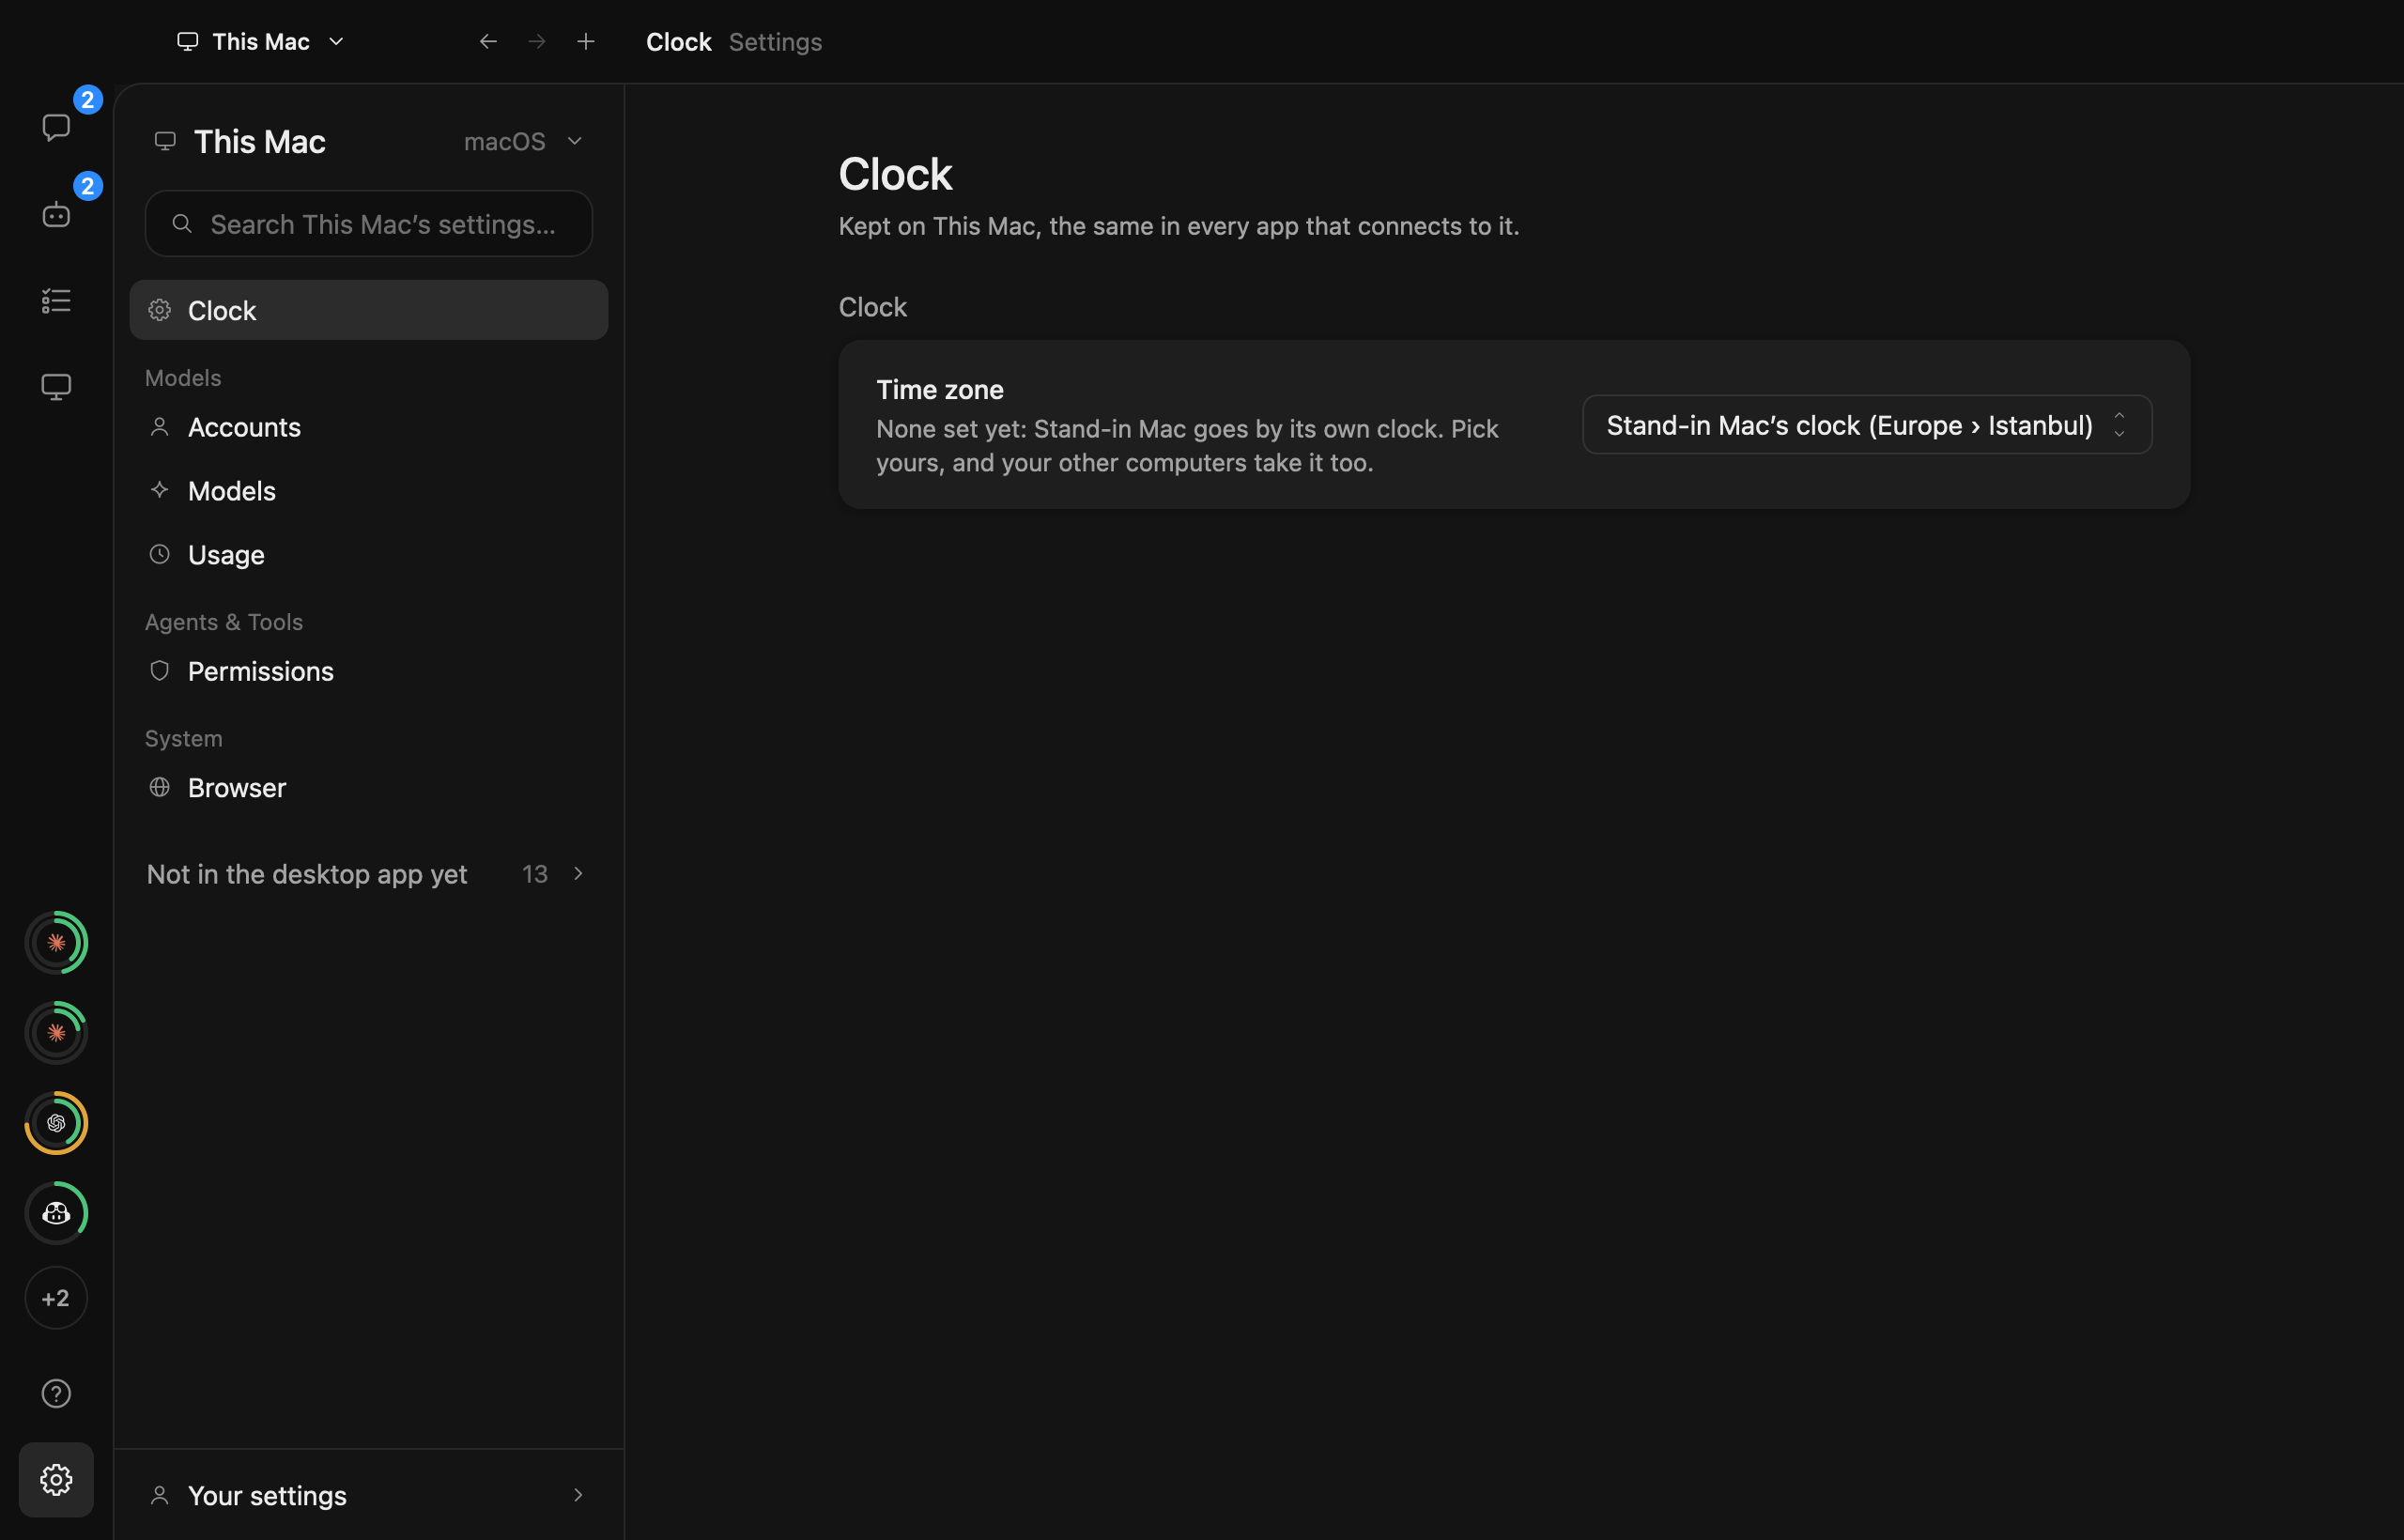 This Mac
Clock Settings
2
2
This Mac macOS
Search This Mac’s settings...
Clock
Models
Accounts
Models
Usage
Agents & Tools
Permissions
System
Browser
Not in the desktop app yet 13
+2
Your settings
Clock
Kept on This Mac, the same in every app that connects to it.
Clock
Time zone
None set yet: Stand-in Mac goes by its own clock. Pick
yours, and your other computers take it too.
Stand-in Mac’s clock (Europe › Istanbul)